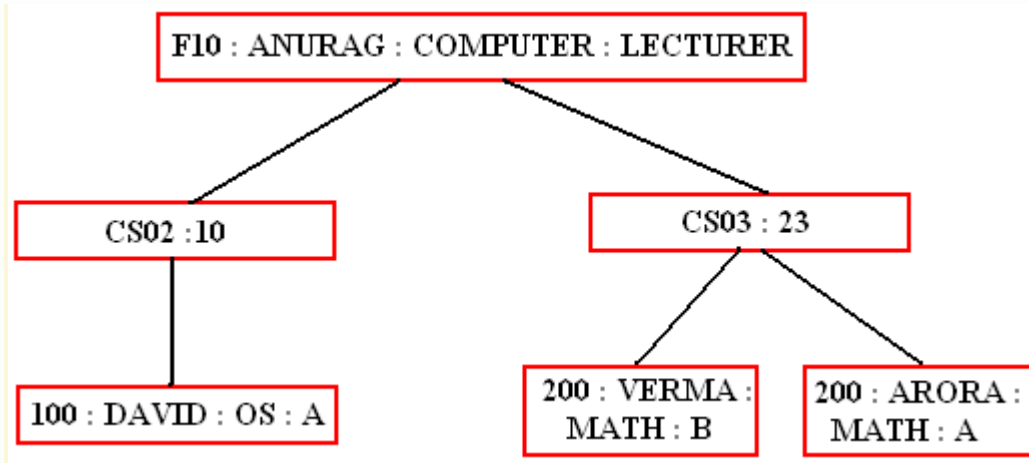 F10 : ANURAG : COMPUTER : LECTURER
CS02 :10
CS03 : 23
100 : DAVID : OS : A
200 : VERMA :
MATH : B
200 : ARORA :
MATH : A